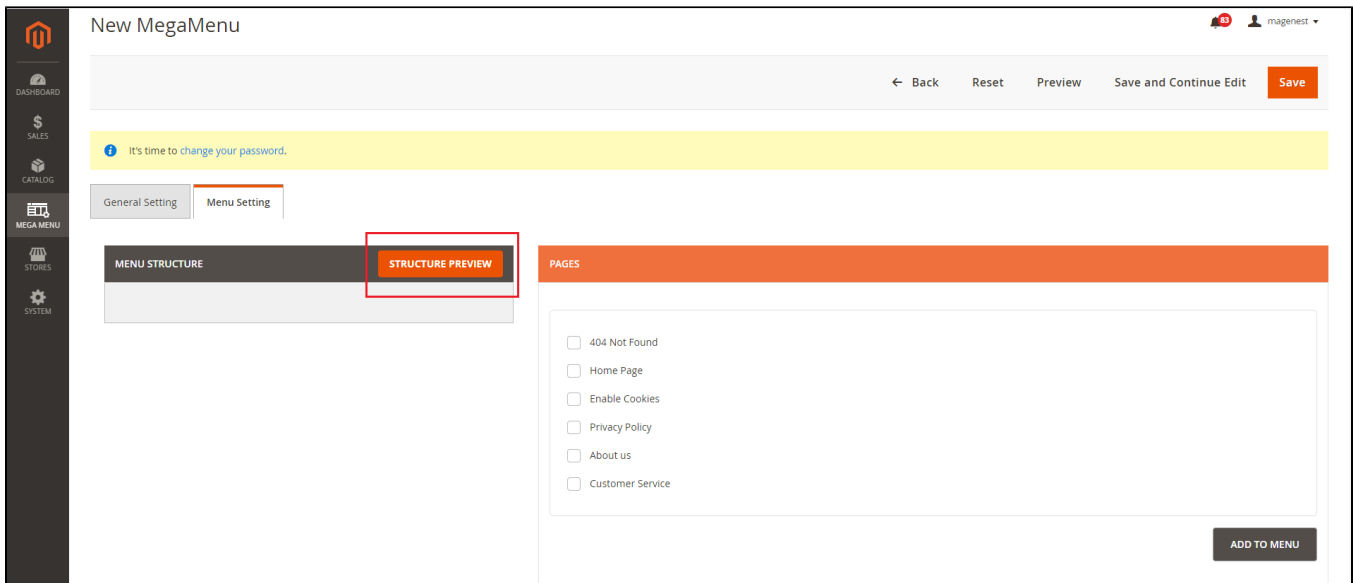 New MegaMenu
83
magenest
DASHBOARD
SALES
CATALOG
MEGA MENU
STORES
SYSTEM
← Back Reset Preview Save and Continue Edit Save
It's time to change your password.
General Setting Menu Setting
MENU STRUCTURE STRUCTURE PREVIEW
PAGES
404 Not Found
Home Page
Enable Cookies
Privacy Policy
About us
Customer Service
ADD TO MENU